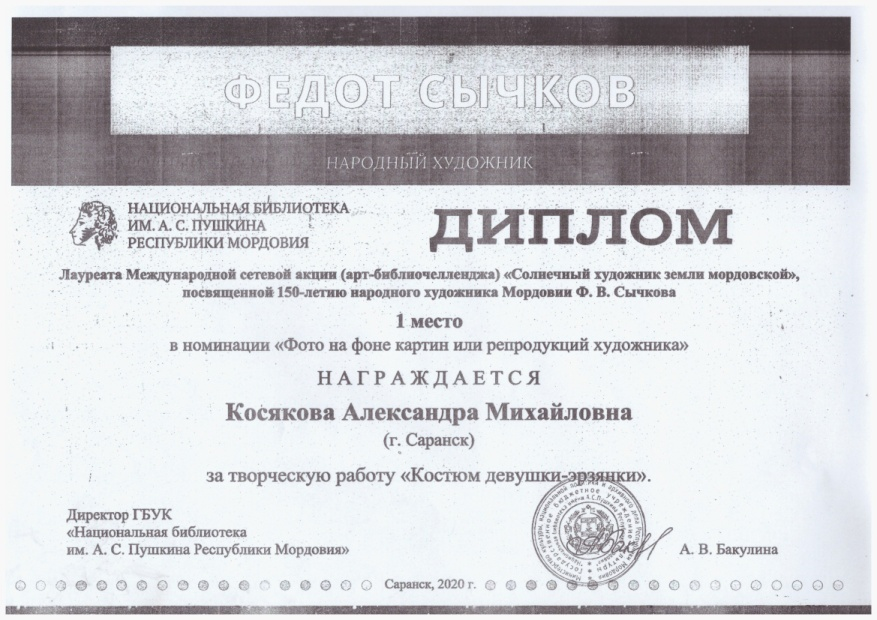 ФЕДОТ СЫЧКОВ
НАРОДНЫЙ ХУДОЖНИК
НАЦИОНАЛЬНАЯ БИБЛИОТЕКА
ИМ. А. С. ПУШКИНА
РЕСПУБЛИКИ МОРДОВИЯ
ДИПЛОМ
Лауреата Международной сетевой акции (арт-библиочелленджа) «Солнечный художник земли мордовской»,
посвященной 150-летию народного художника Мордовии Ф. В. Сычкова
1 место
в номинации «Фото на фоне картин или репродукций художника»
НАГРАЖДАЕТСЯ
Косякова Александра Михайловна
(г. Саранск)
за творческую работу «Костюм девушки-эрзянки».
Директор ГБУК
«Национальная библиотека
им. А. С. Пушкина Республики Мордовия»
А. В. Бакулина
Саранск, 2020 г.